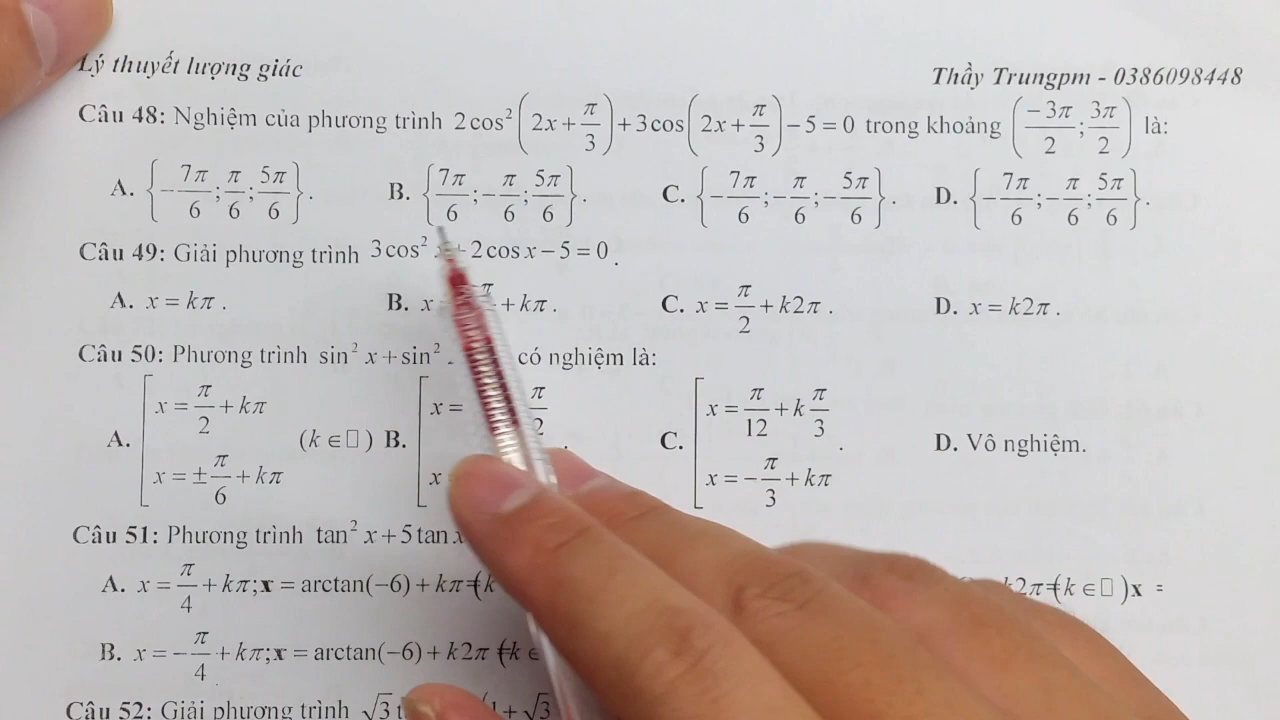 Lý thuyết lượng giác Thầy Trungpm - 0386098448
Câu 48: Nghiệm của phương trình 2cos²(2x + π/3) + 3cos(2x + π/3) − 5 = 0 trong khoảng (−3π/2; 3π/2) là:
A. {−7π/6; π/6; 5π/6}. B. {7π/6; −π/6; 5π/6}. C. {−7π/6; −π/6; −5π/6}. D. {−7π/6; −π/6; 5π/6}.
Câu 49: Giải phương trình 3cos² + 2cos x − 5 = 0.
A. x = kπ. B. x + kπ. C. x = π/2 + k2π. D. x = k2π.
Câu 50: Phương trình sin² x + sin² có nghiệm là:
A. [x = π/2 + kπ; x = ±π/6 + kπ (k ∈ □) B. [x = π/2; x C. [x = π/12 + k π/3; x = −π/3 + kπ. D. Vô nghiệm.
Câu 51: Phương trình tan² x + 5tan x
A. x = π/4 + kπ; x = arctan(−6) + kπ = (k k2π = (k ∈ □)x =
B. x = −π/4 + kπ; x = arctan(−6) + k2π = (k ∈
Câu 52: Giải phương trình √3 t (1 + √3